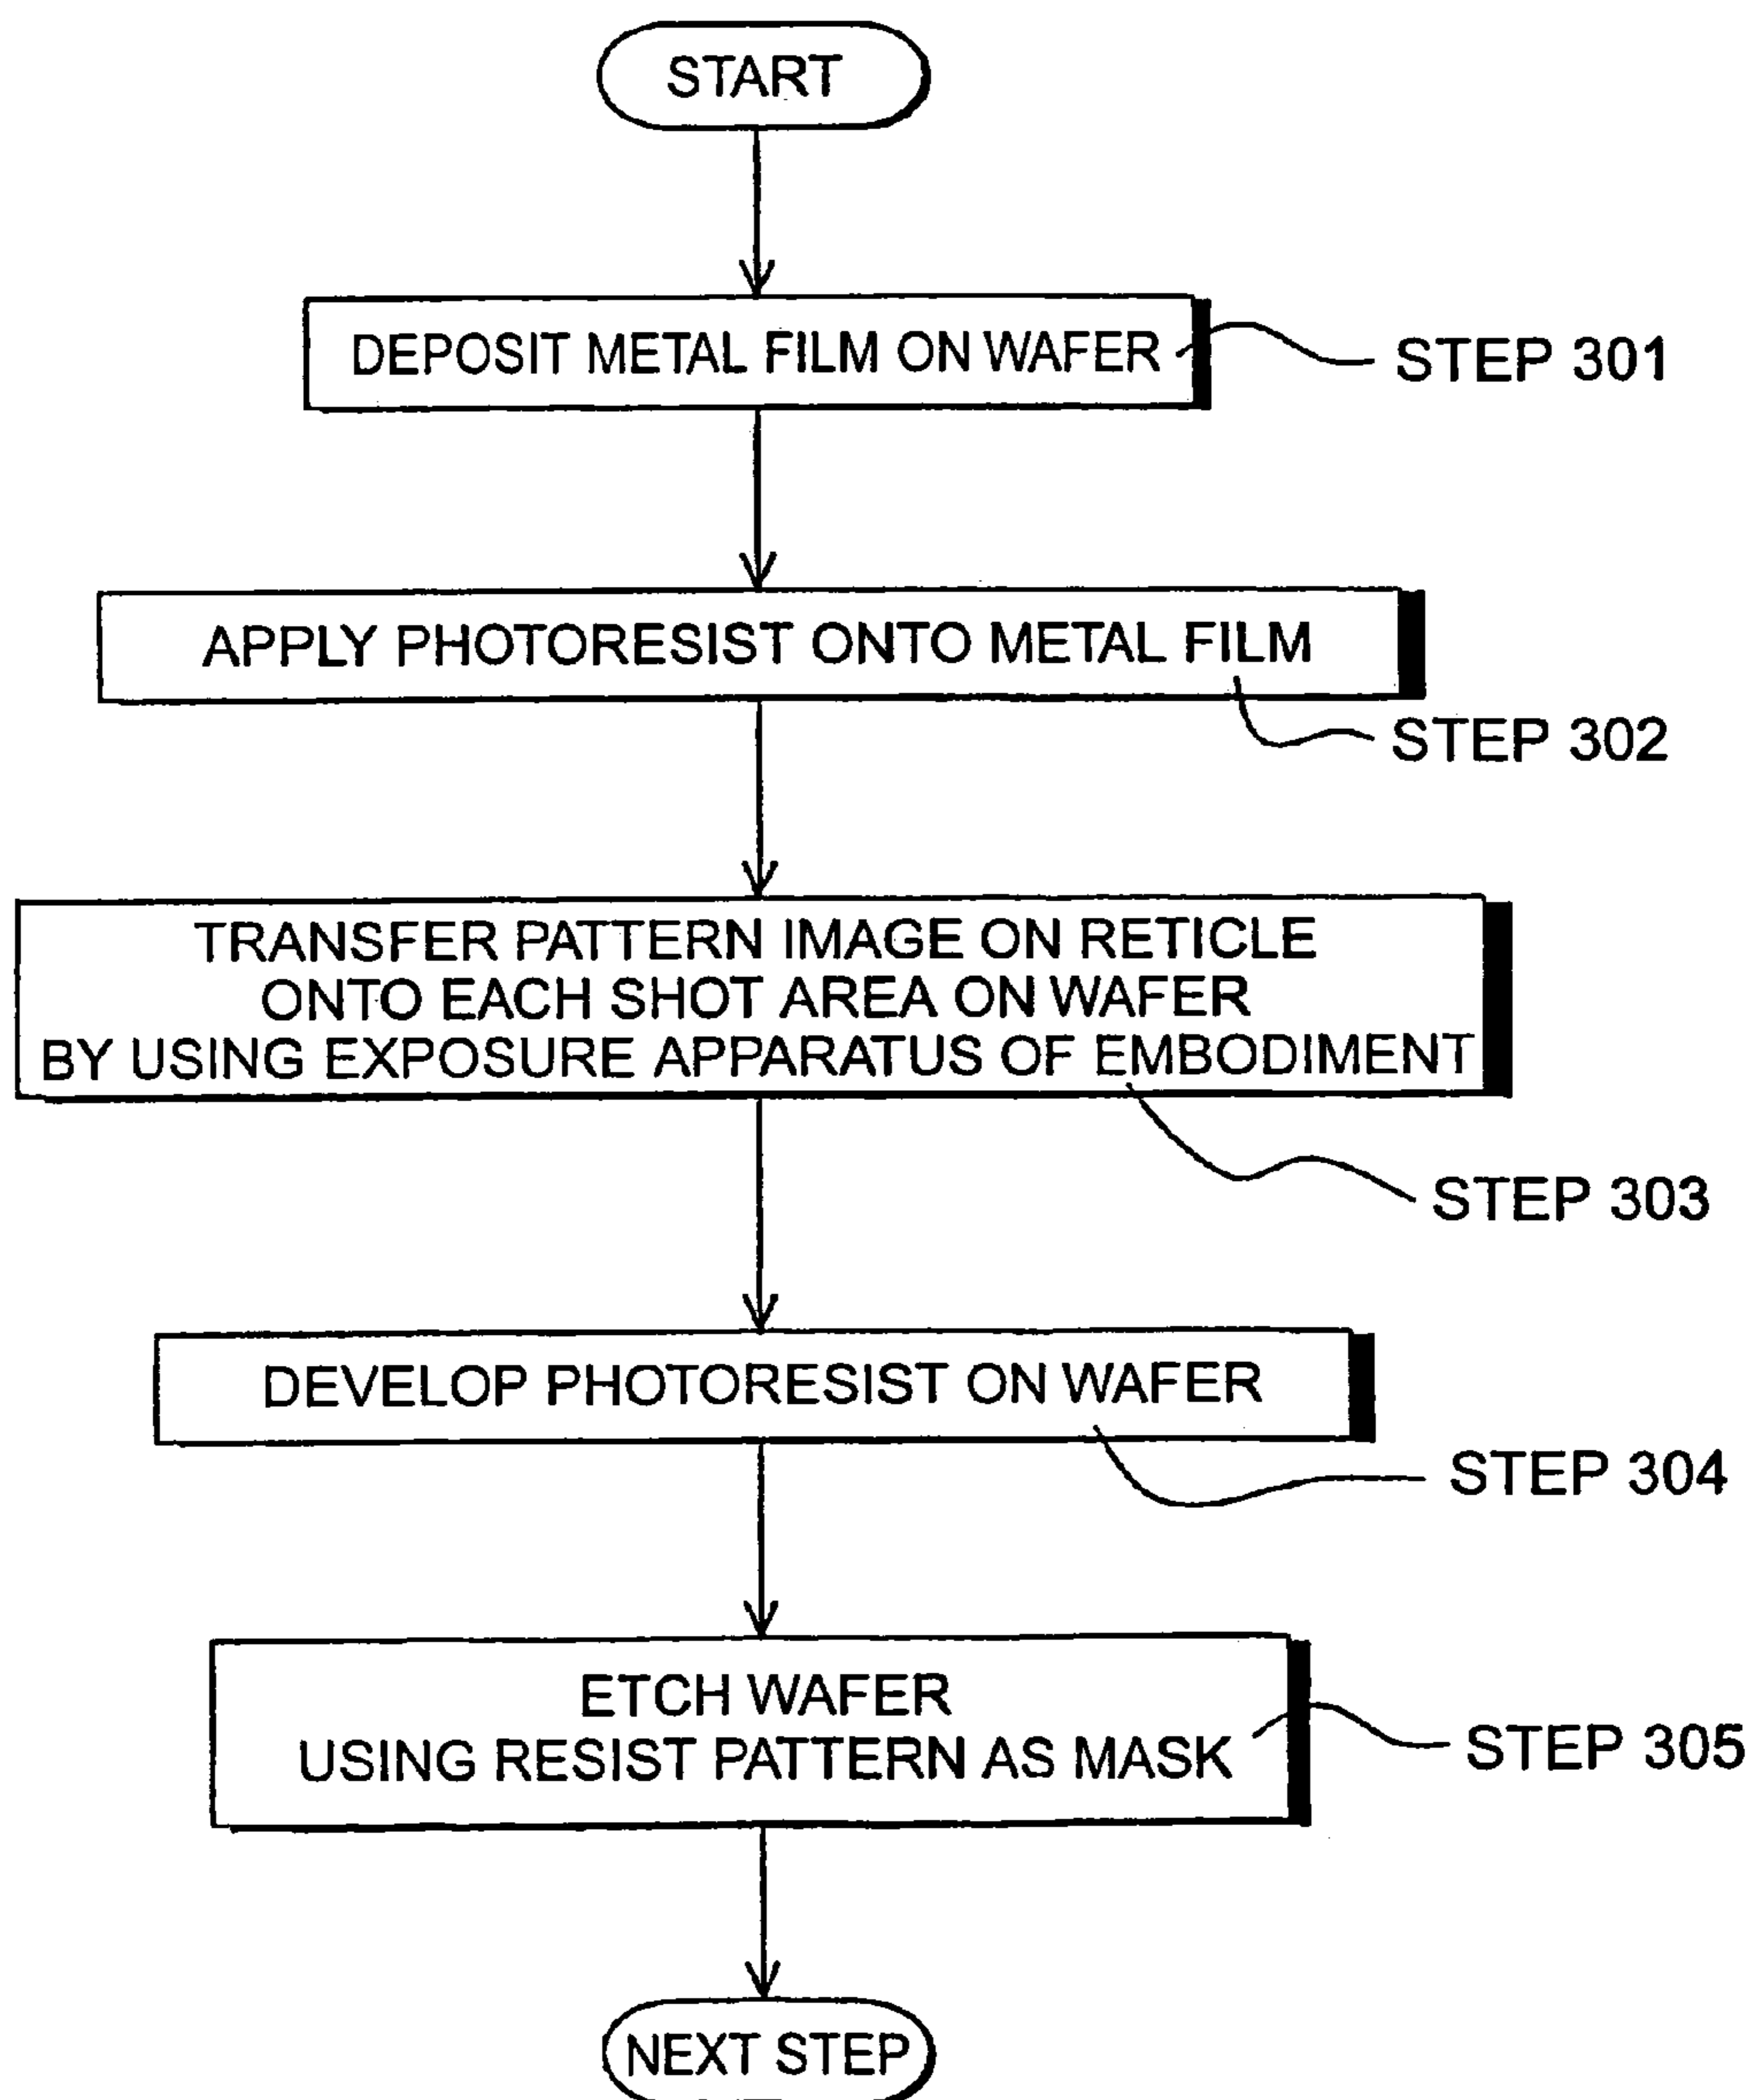 START
DEPOSIT METAL FILM ON WAFER
STEP 301
APPLY PHOTORESIST ONTO METAL FILM
STEP 302
TRANSFER PATTERN IMAGE ON RETICLE
ONTO EACH SHOT AREA ON WAFER
BY USING EXPOSURE APPARATUS OF EMBODIMENT
STEP 303
DEVELOP PHOTORESIST ON WAFER
STEP 304
ETCH WAFER
USING RESIST PATTERN AS MASK
STEP 305
NEXT STEP